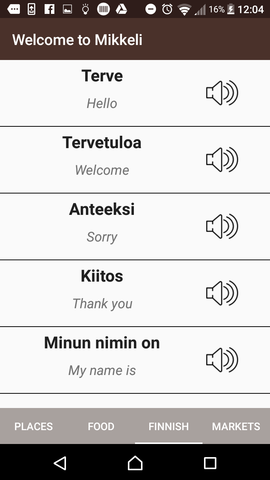 16% 12:04
Welcome to Mikkeli
Terve
Hello
Tervetuloa
Welcome
Anteeksi
Sorry
Kiitos
Thank you
Minun nimin on
My name is
PLACES FOOD FINNISH MARKETS